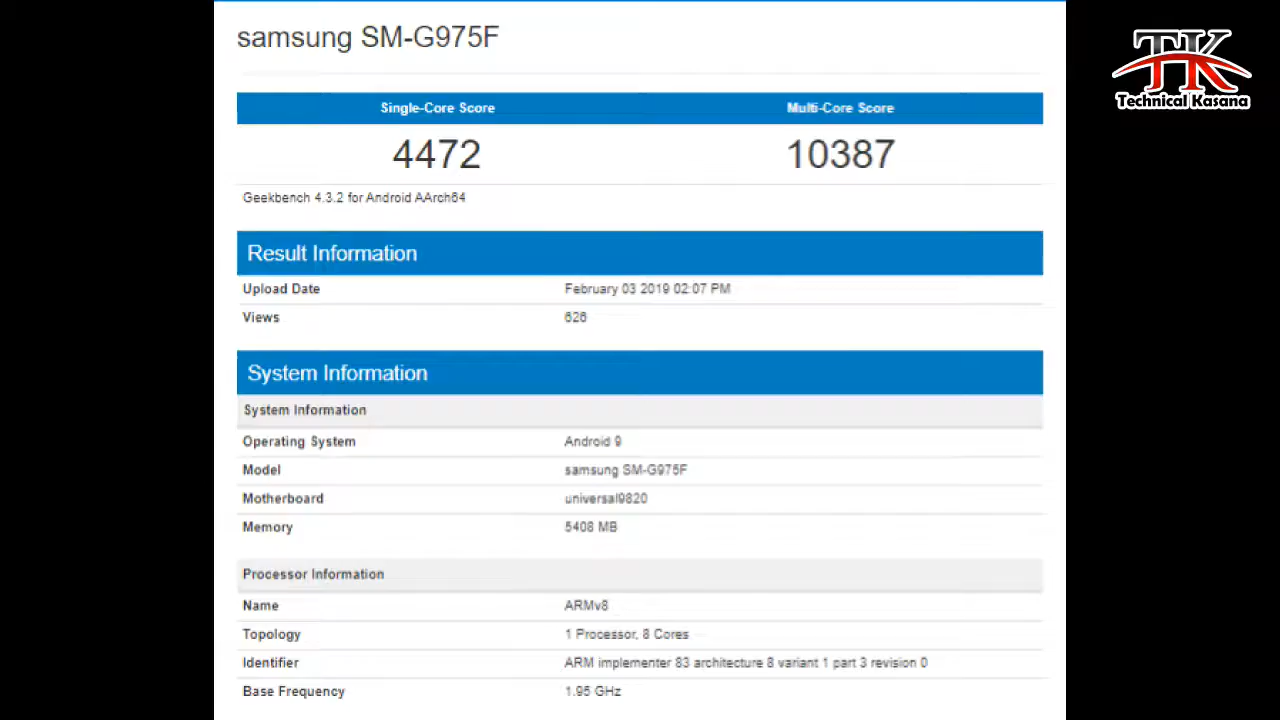 samsung SM-G975F
TK
Technical Kasana
Single-Core Score Multi-Core Score
4472 10387
Geekbench 4.3.2 for Android AArch64
Result Information
Upload Date February 03 2019 02:07 PM
Views 626
System Information
System Information
Operating System Android 9
Model samsung SM-G975F
Motherboard universal9820
Memory 5408 MB
Processor Information
Name ARMv8
Topology 1 Processor, 8 Cores
Identifier ARM implementer 83 architecture 8 variant 1 part 3 revision 0
Base Frequency 1.95 GHz